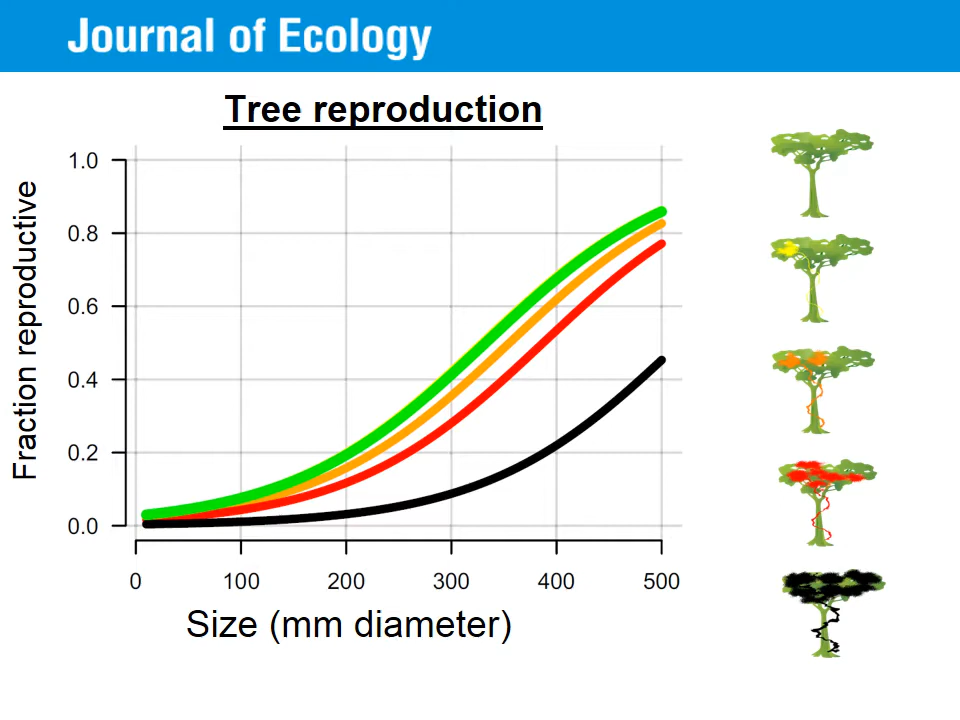 Journal of Ecology
Tree reproduction
Fraction reproductive
1.0
0.8
0.6
0.4
0.2
0.0
0 100 200 300 400 500
Size (mm diameter)